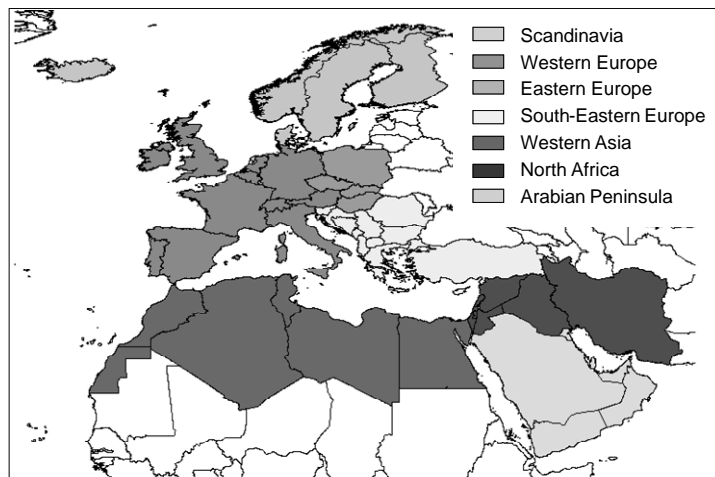 Scandinavia
Western Europe
Eastern Europe
South-Eastern Europe
Western Asia
North Africa
Arabian Peninsula